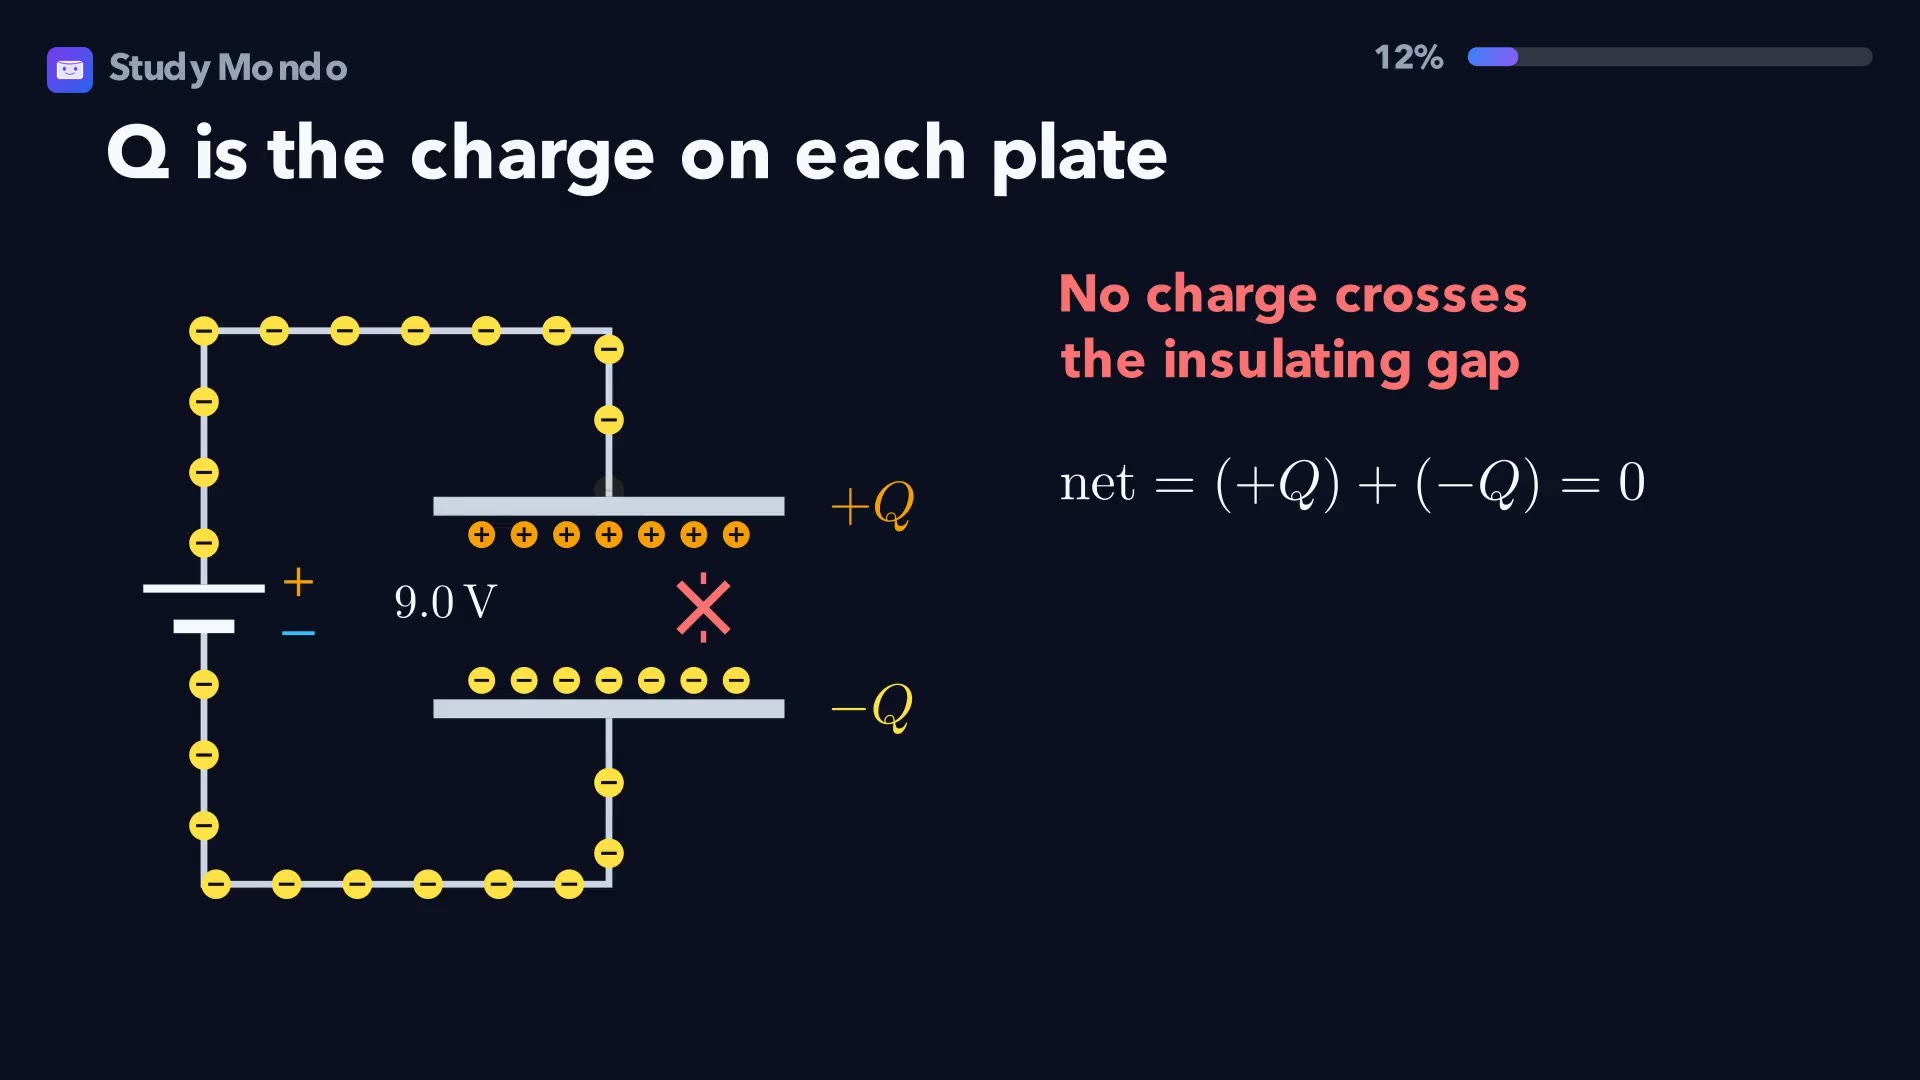 Study Mondo
12%
Q is the charge on each plate
No charge crosses
the insulating gap
net = (+Q) + (−Q) = 0
+Q
+
9.0 V
−
−Q